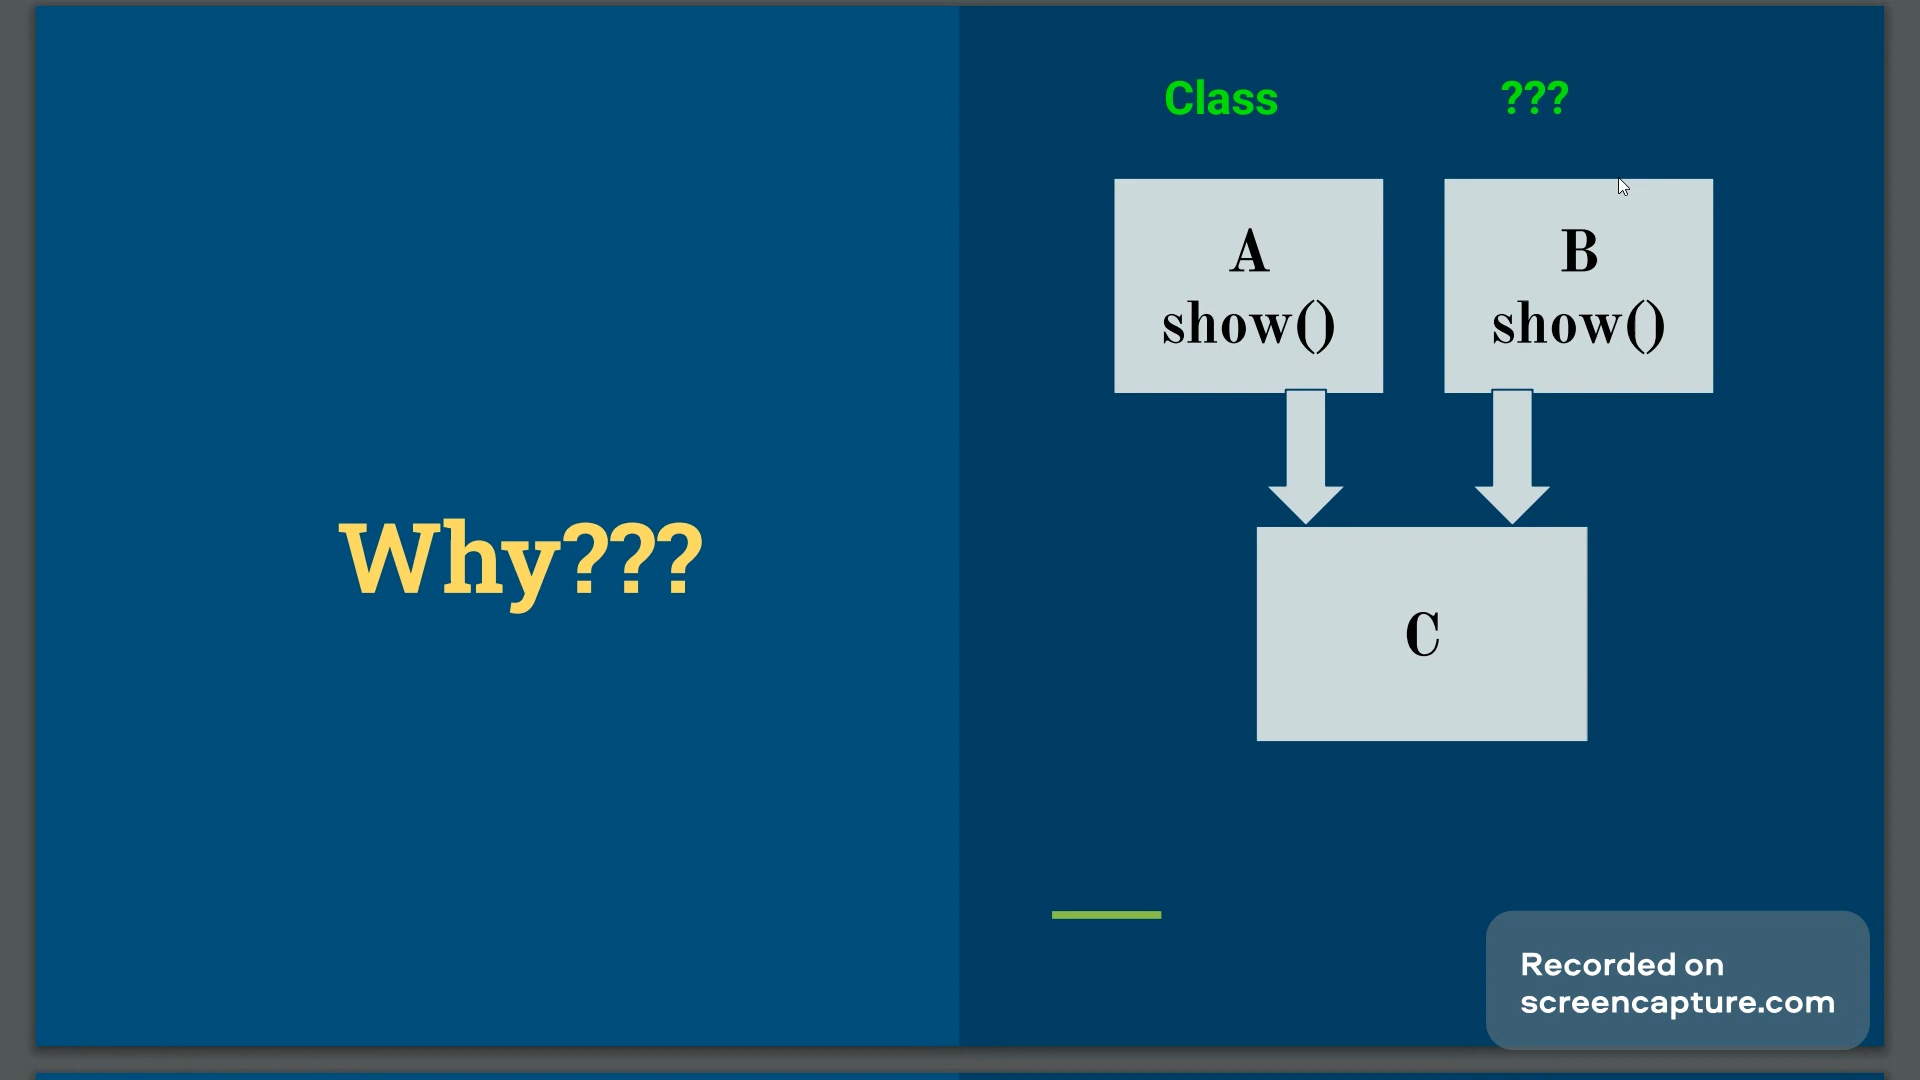 Why???
Class ???
A
show()
B
show()
C
Recorded on
screencapture.com